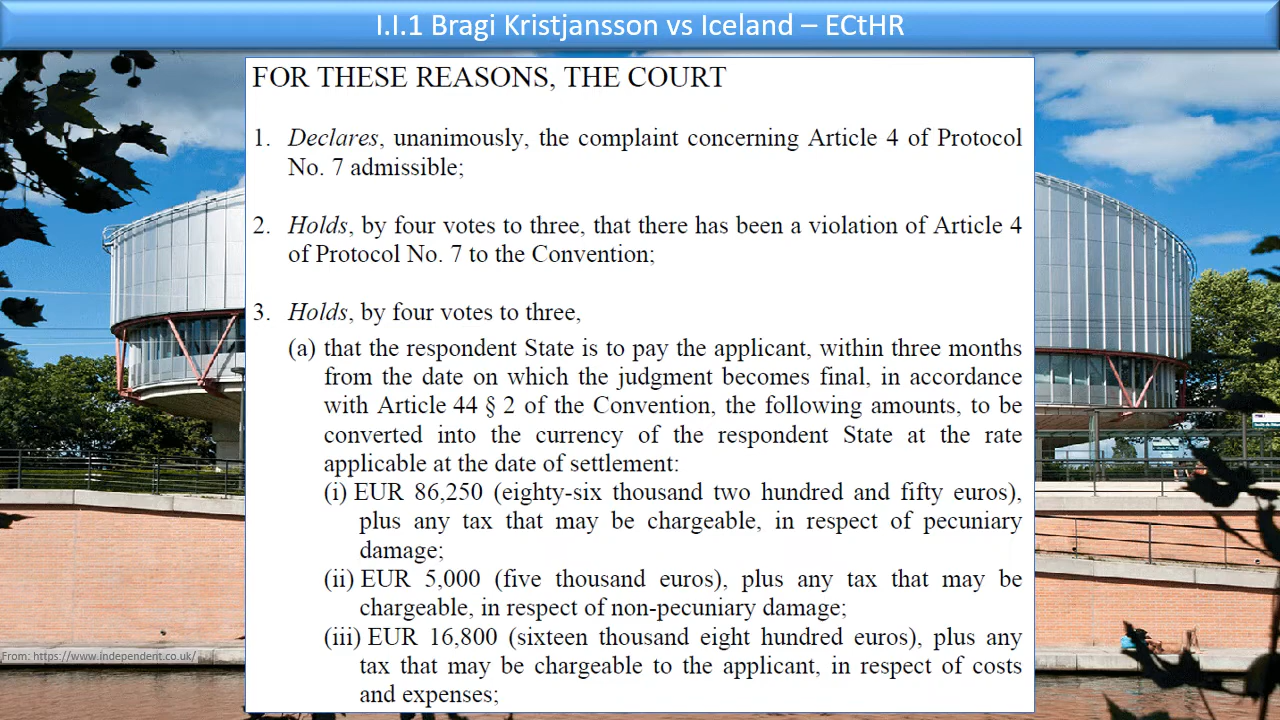 I.I.1 Bragi Kristjansson vs Iceland – ECtHR
FOR THESE REASONS, THE COURT
1. Declares, unanimously, the complaint concerning Article 4 of Protocol
No. 7 admissible;
2. Holds, by four votes to three, that there has been a violation of Article 4
of Protocol No. 7 to the Convention;
3. Holds, by four votes to three,
(a) that the respondent State is to pay the applicant, within three months
from the date on which the judgment becomes final, in accordance
with Article 44 § 2 of the Convention, the following amounts, to be
converted into the currency of the respondent State at the rate
applicable at the date of settlement:
(i) EUR 86,250 (eighty-six thousand two hundred and fifty euros),
plus any tax that may be chargeable, in respect of pecuniary
damage;
(ii) EUR 5,000 (five thousand euros), plus any tax that may be
chargeable, in respect of non-pecuniary damage;
(iii) EUR 16,800 (sixteen thousand eight hundred euros), plus any
tax that may be chargeable to the applicant, in respect of costs
and expenses;
From: https://www.independent.co.uk/